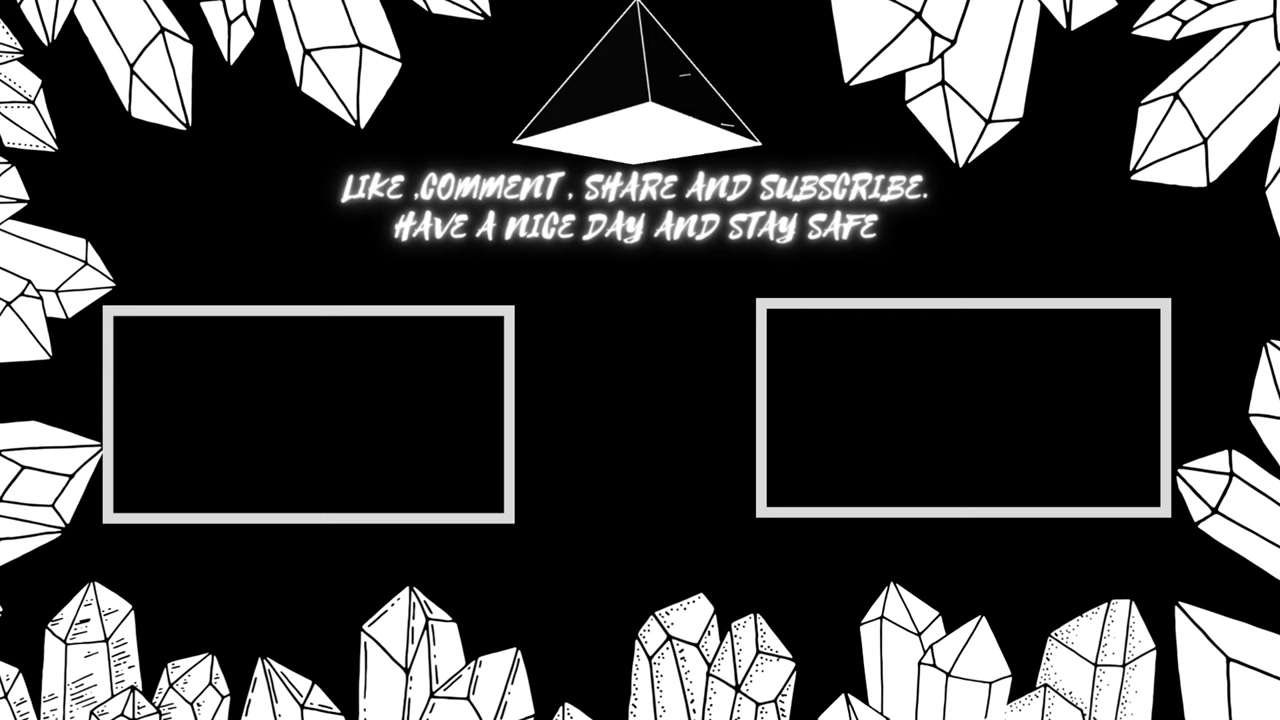 LIKE ,COMMENT , SHARE AND SUBSCRIBE.
HAVE A NICE DAY AND STAY SAFE